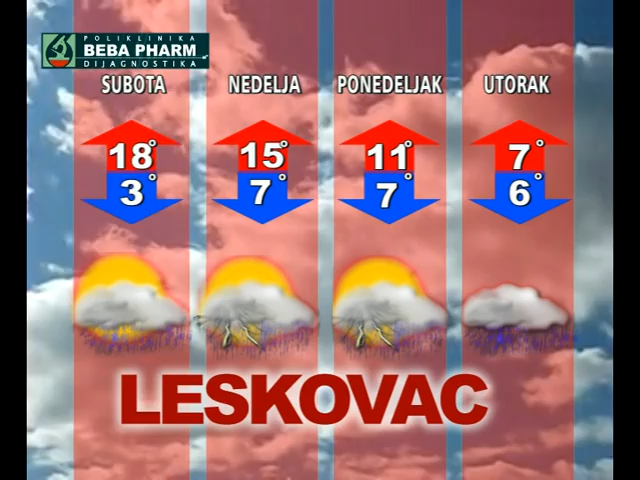 POLIKLINIKA
BEBA PHARM
DIJAGNOSTIKA
SUBOTA NEDELJA PONEDELJAK UTORAK
18° 15° 11° 7°
3° 7° 7° 6°
LESKOVAC